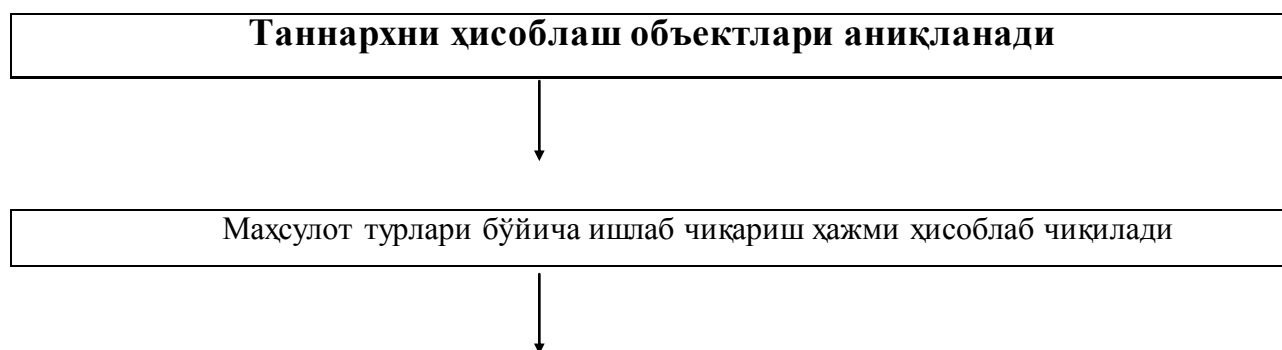 Таннархни ҳисоблаш объектлари аниқланади
Маҳсулот турлари бўйича ишлаб чиқариш ҳажми ҳисоблаб чиқилади